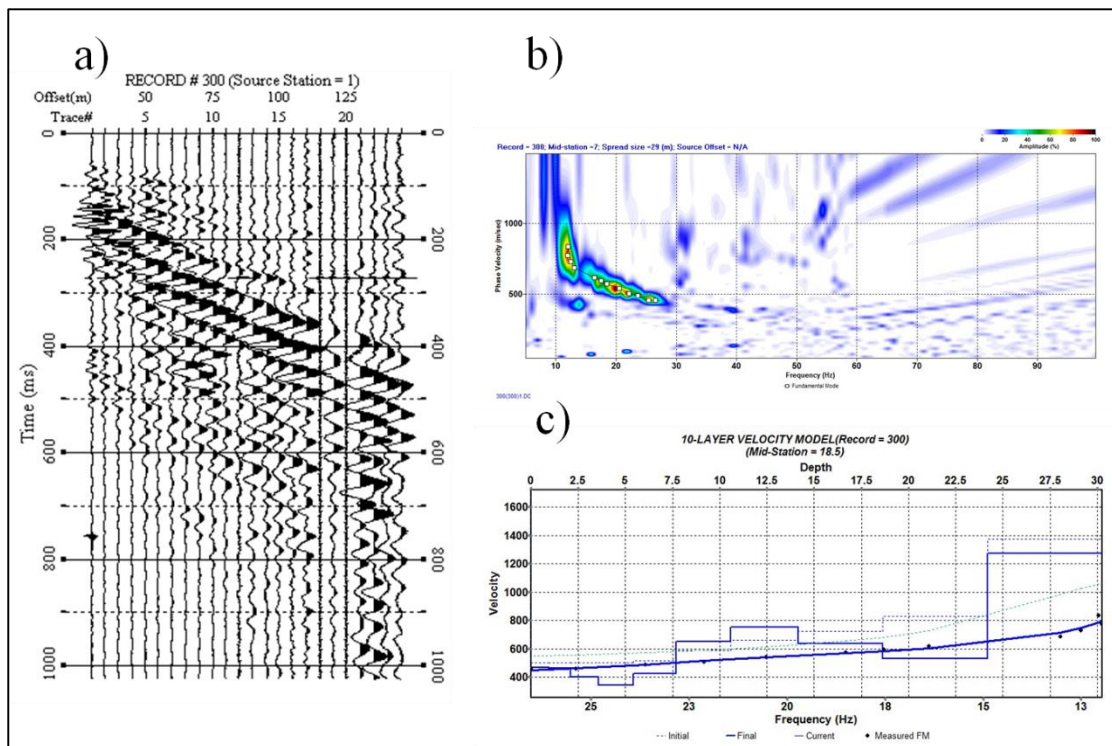 a)
RECORD # 300 (Source Station = 1)
Offset(m) 50 75 100 125
Trace# 5 10 15 20
0 0
200 200
400 400
600 600
800 800
1000 1000
Time (ms)
b)
Record = 300; Mid-station =7; Spread size =29 (m); Source Offset = N/A
0 20 40 60 80 100
Amplitude (%)
1000
500
Phase Velocity (m/sec)
10 20 30 40 50 60 70 80 90
Frequency (Hz)
Fundamental Mode
c)
10-LAYER VELOCITY MODEL(Record = 300)
(Mid-Station = 18.5)
Depth
0 2.5 5 7.5 10 12.5 15 17.5 20 22.5 25 27.5 30
1600
1400
1200
1000
800
600
400
Velocity
25 23 20 18 15 13
Frequency (Hz)
Initial Final Current Measured FM